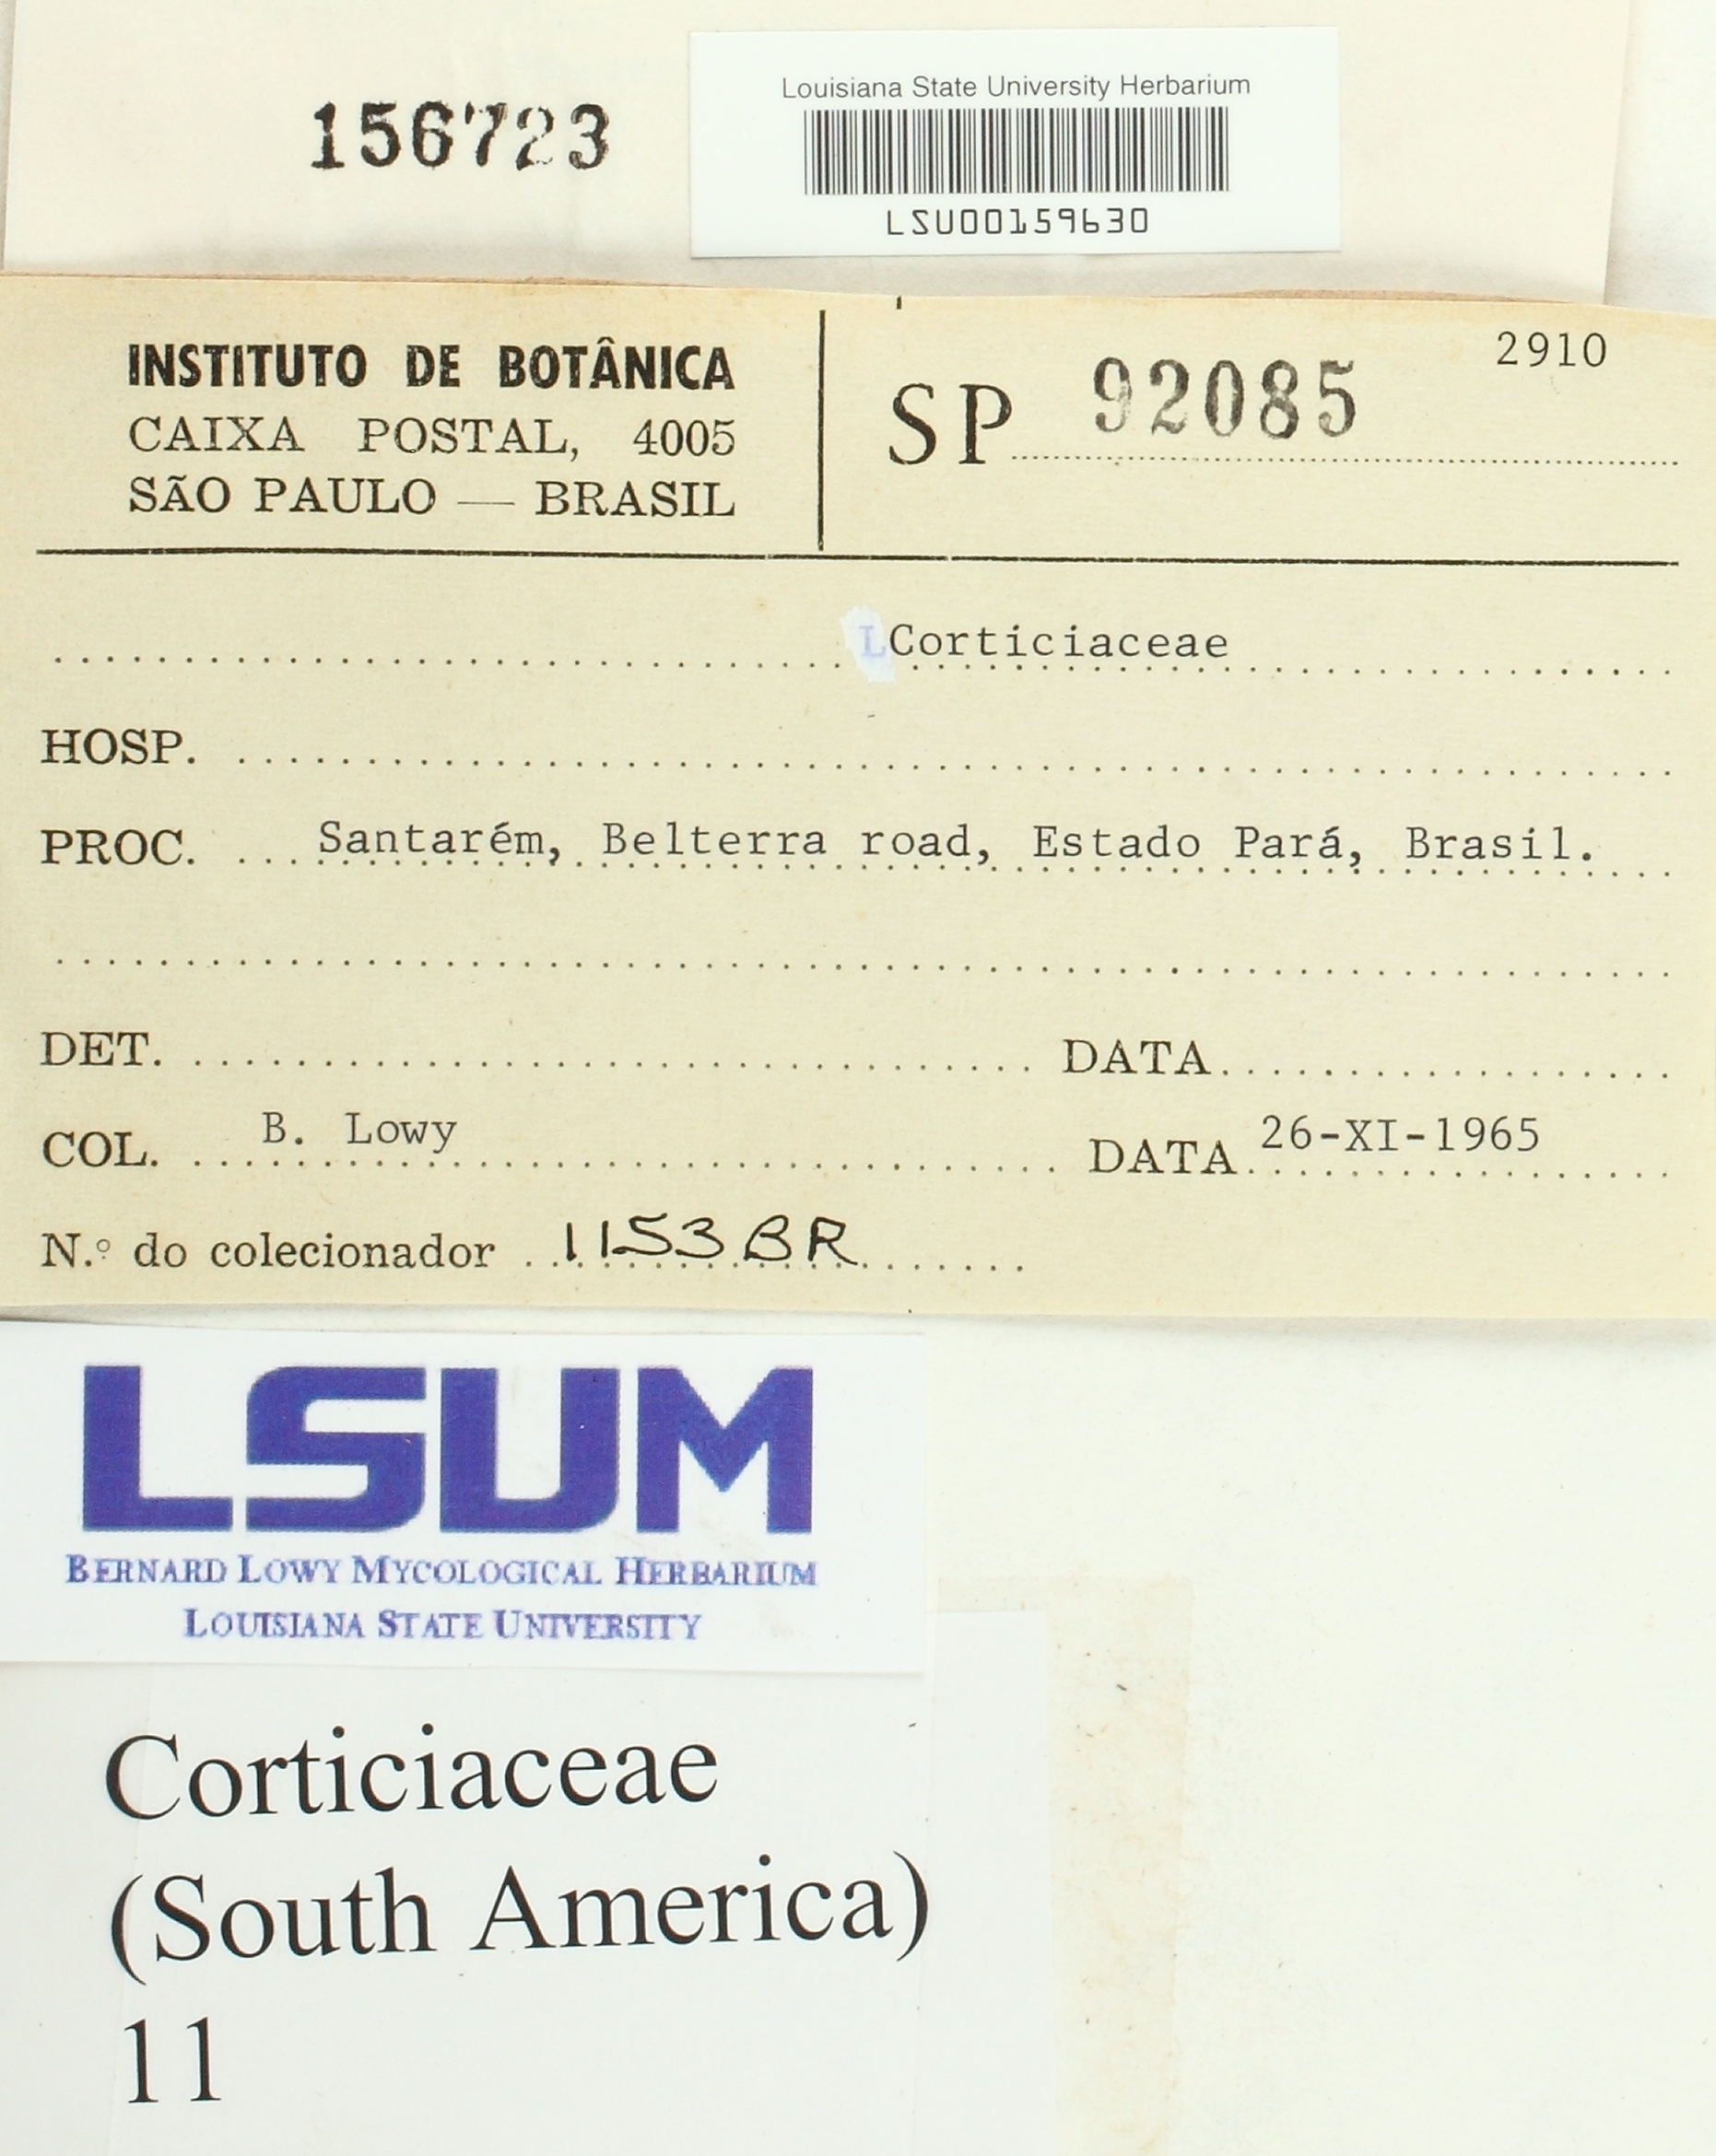 156723
Louisiana State University Herbarium
LSU00159630
INSTITUTO DE BOTÂNICA
CAIXA POSTAL, 4005
SÃO PAULO — BRASIL
2910
SP 92085
LCorticiaceae
HOSP.
PROC. Santarém, Belterra road, Estado Pará, Brasil.
DET. DATA
COL. B. Lowy DATA 26-XI-1965
N.º do colecionador 1153BR
LSUM
BERNARD LOWY MYCOLOGICAL HERBARIUM
LOUISIANA STATE UNIVERSITY
Corticiaceae
(South America)
11